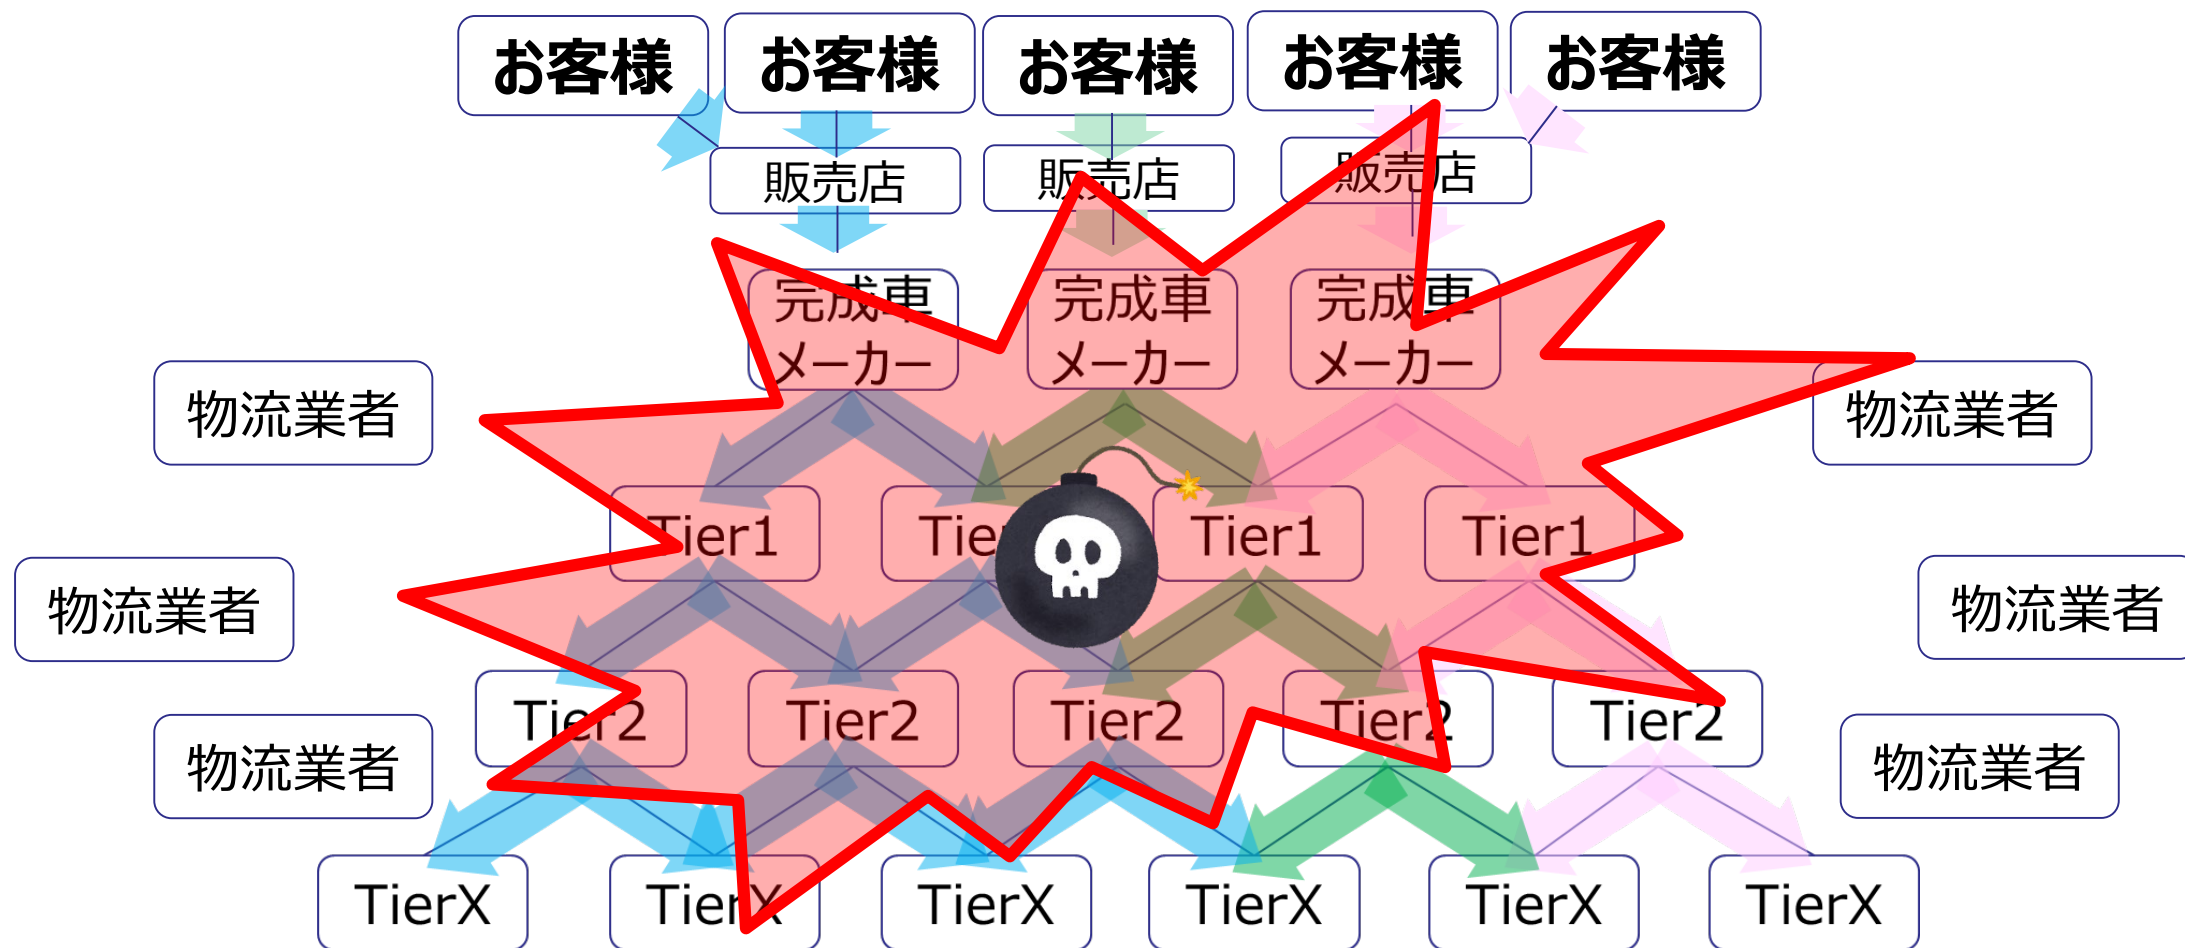 お客様
お客様
お客様
お客様
お客様
販売店
販売店
販売店
完成車
メーカー
完成車
メーカー
完成車
メーカー
物流業者
物流業者
Tier1
Tie
Tier1
Tier1
物流業者
物流業者
Tier2
Tier2
Tier2
Tier2
Tier2
物流業者
物流業者
TierX
TierX
TierX
TierX
TierX
TierX